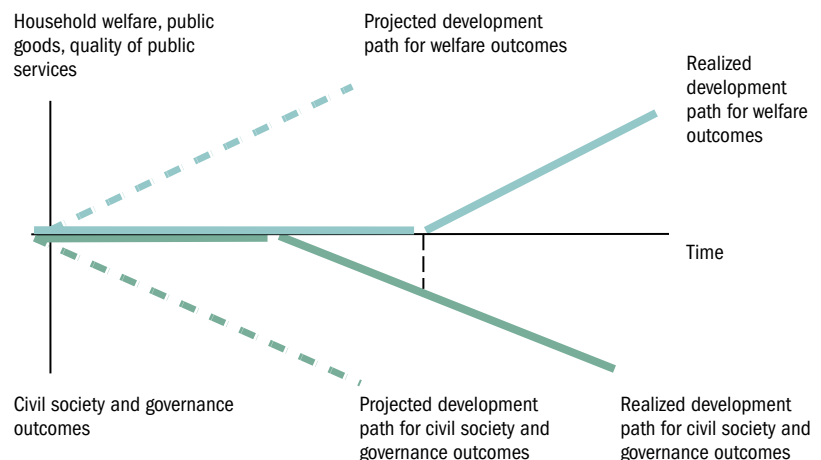 Household welfare, public
goods, quality of public
services
Projected development
path for welfare outcomes
Realized
development
path for welfare
outcomes
Time
Civil society and governance
outcomes
Projected development
path for civil society and
governance outcomes
Realized development
path for civil society and
governance outcomes